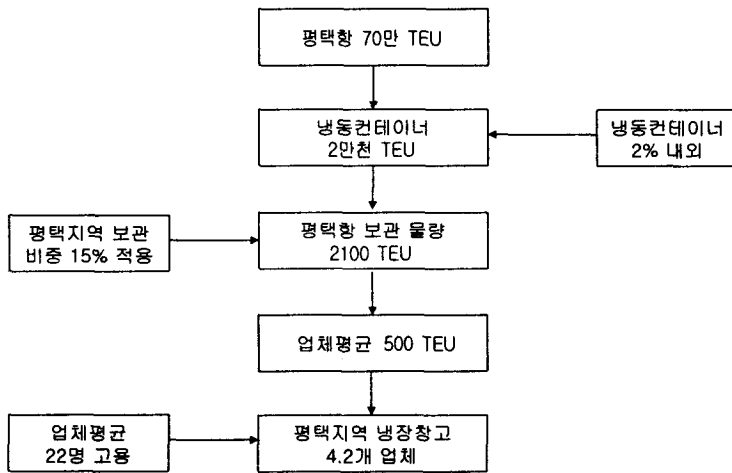 평택항 70만 TEU
냉동컨테이너
2만천 TEU
냉동컨테이너
2% 내외
평택지역 보관
비중 15% 적용
평택항 보관 물량
2100 TEU
업체평균 500 TEU
업체평균
22명 고용
평택지역 냉장창고
4.2개 업체